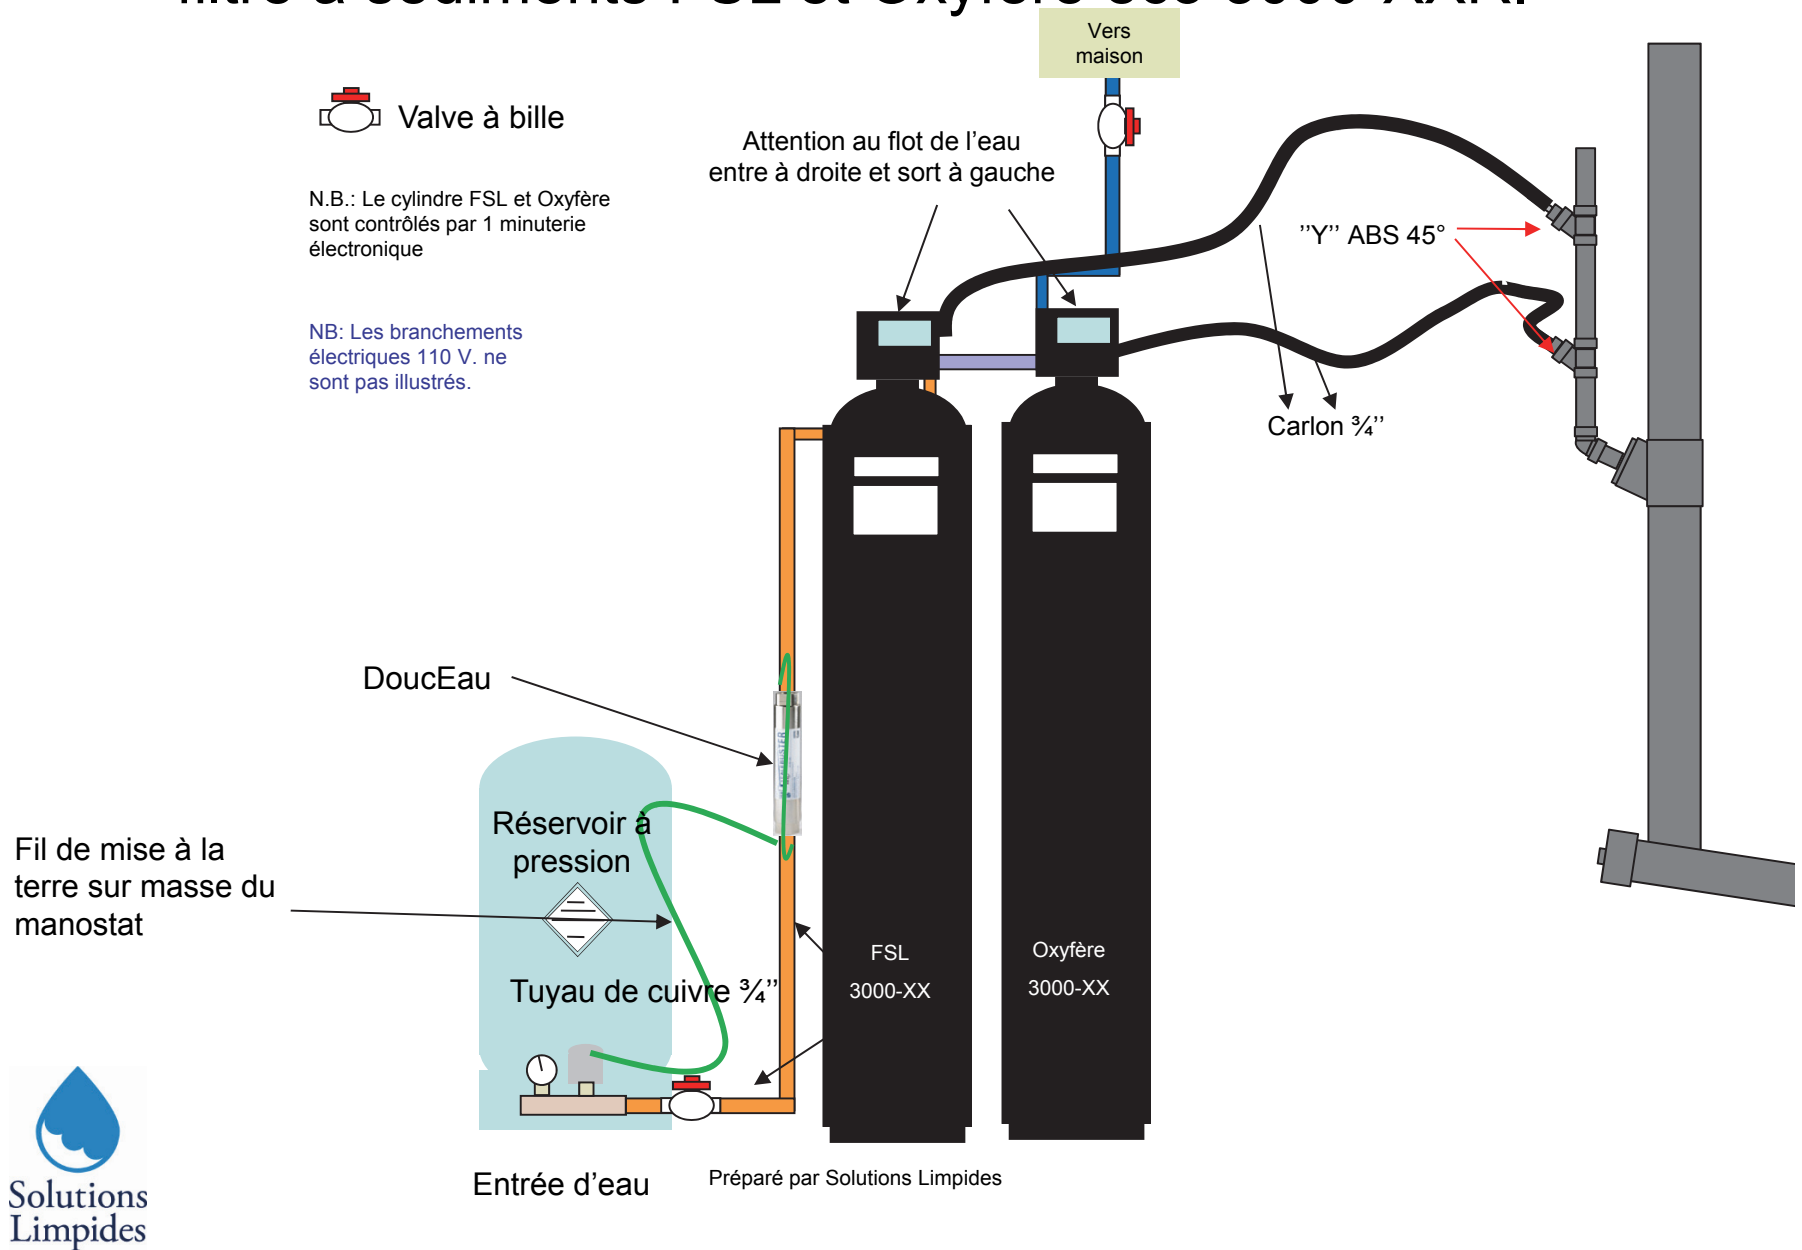 Vers
maison
Valve à bille
Attention au flot de l'eau
entre à droite et sort à gauche
N.B.: Le cylindre FSL et Oxyfère
sont contrôlés par 1 minuterie
électronique
''Y'' ABS 45°
NB: Les branchements
électriques 110 V. ne
sont pas illustrés.
Carlon ¾''
DoucEau
Réservoir à
pression
Fil de mise à la
terre sur masse du
manostat
FSL
3000-XX
Oxyfère
3000-XX
Tuyau de cuivre ¾''
Entrée d'eau
Préparé par Solutions Limpides
Solutions
Limpides